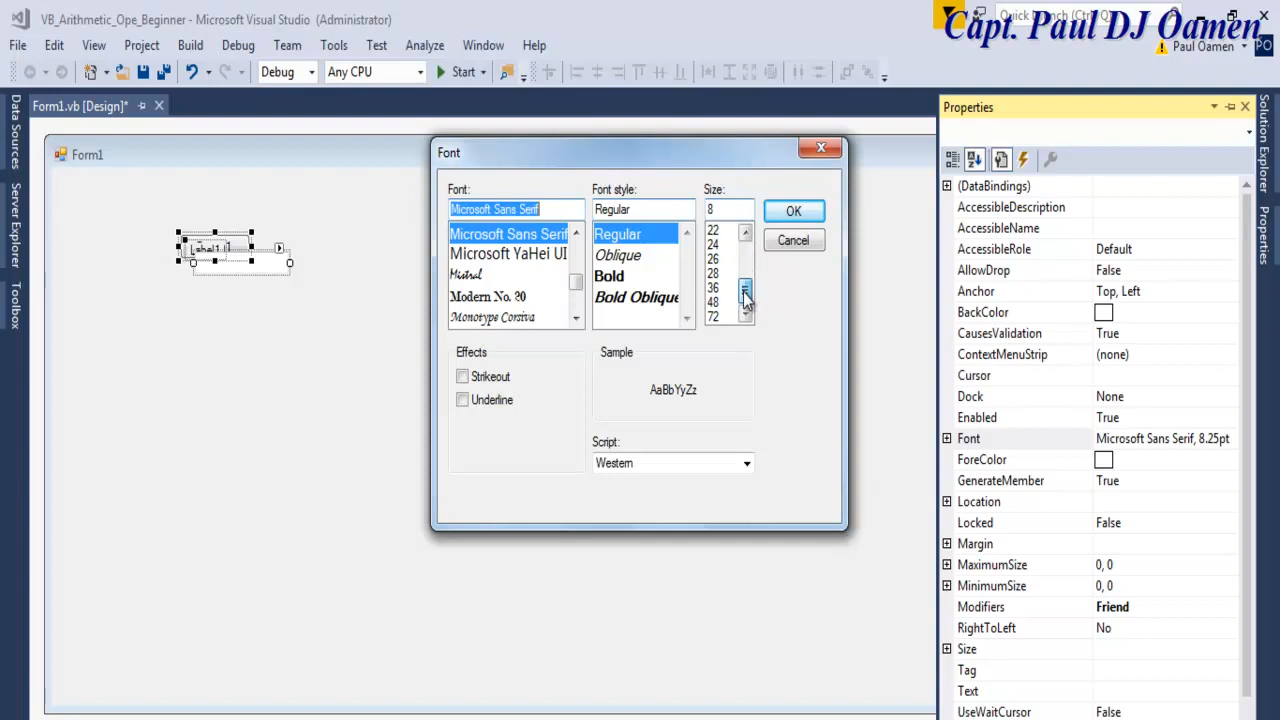 VB_Arithmetic_Ope_Beginner - Microsoft Visual Studio (Administrator)
Quick Launch (Ctrl+Q)
Capt. Paul DJ Oamen
File Edit View Project Build Debug Team Tools Test Analyze Window Help
Paul Oamen
PO
Debug Any CPU Start
Form1.vb [Design]*
Properties
Data Sources
Server Explorer
Toolbox
Solution Explorer
Properties
Form1
Label1
Font
Font: Font style: Size:
Microsoft Sans Serif Regular 8
OK
Cancel
Microsoft Sans Serif
Microsoft YaHei UI
Mistral
Modern No. 20
Monotype Corsiva
Regular
Oblique
Bold
Bold Oblique
22
24
26
28
36
48
72
Effects
Strikeout
Underline
Sample
AaBbYyZz
Script:
Western
(DataBindings)
AccessibleDescription
AccessibleName
AccessibleRole Default
AllowDrop False
Anchor Top, Left
BackColor
CausesValidation True
ContextMenuStrip (none)
Cursor
Dock None
Enabled True
Font Microsoft Sans Serif, 8.25pt
ForeColor
GenerateMember True
Location
Locked False
Margin
MaximumSize 0, 0
MinimumSize 0, 0
Modifiers Friend
RightToLeft No
Size
Tag
Text
UseWaitCursor False